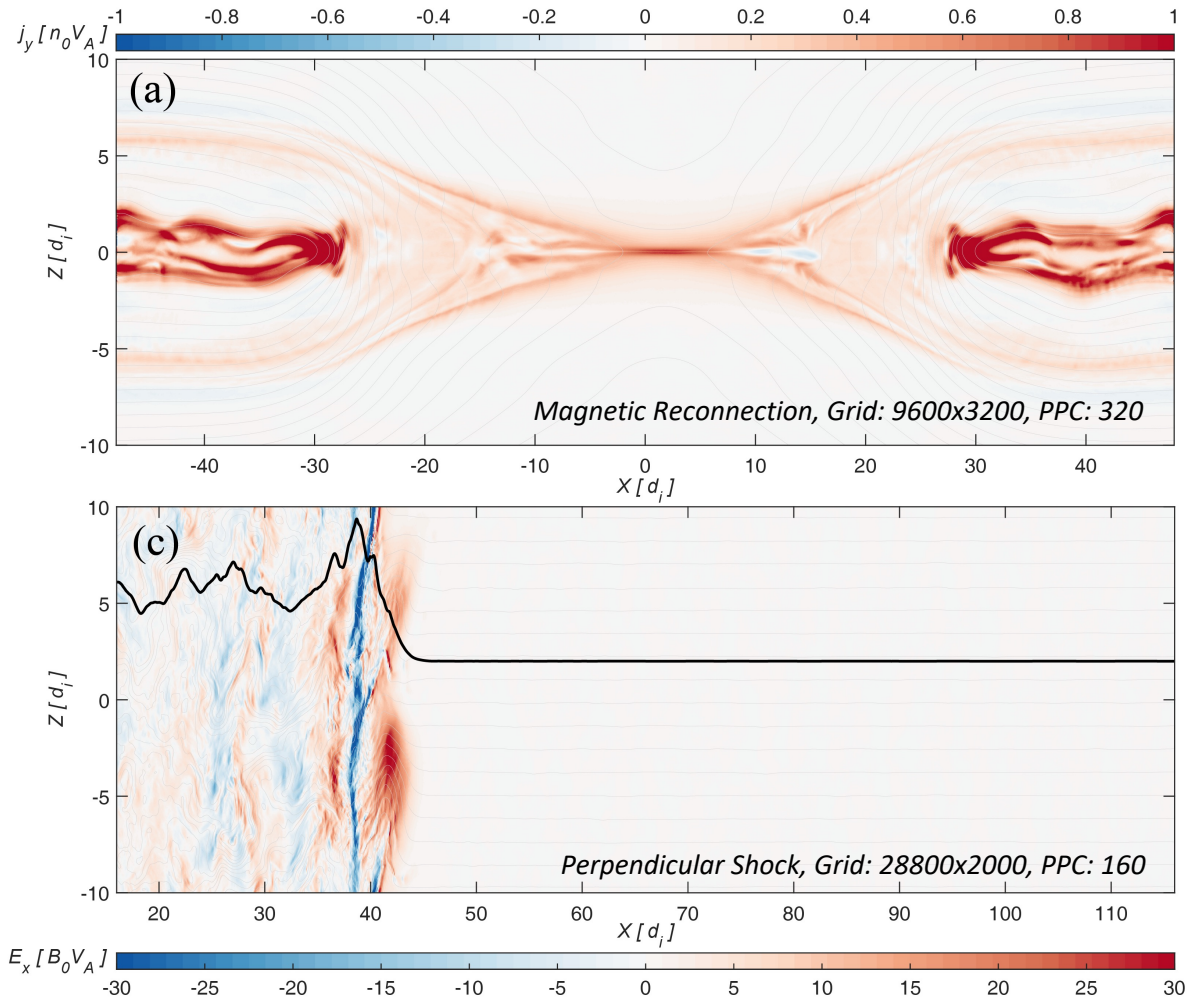 j_y [ n_0 V_A ]
-1 -0.8 -0.6 -0.4 -0.2 0 0.2 0.4 0.6 0.8 1
(a)
10
5
0
-5
-10
Z [ d_i ]
Magnetic Reconnection, Grid: 9600x3200, PPC: 320
-40 -30 -20 -10 0 10 20 30 40
X [ d_i ]
(c)
10
5
0
-5
-10
Z [ d_i ]
Perpendicular Shock, Grid: 28800x2000, PPC: 160
20 30 40 50 60 70 80 90 100 110
X [ d_i ]
E_x [ B_0 V_A ]
-30 -25 -20 -15 -10 -5 0 5 10 15 20 25 30